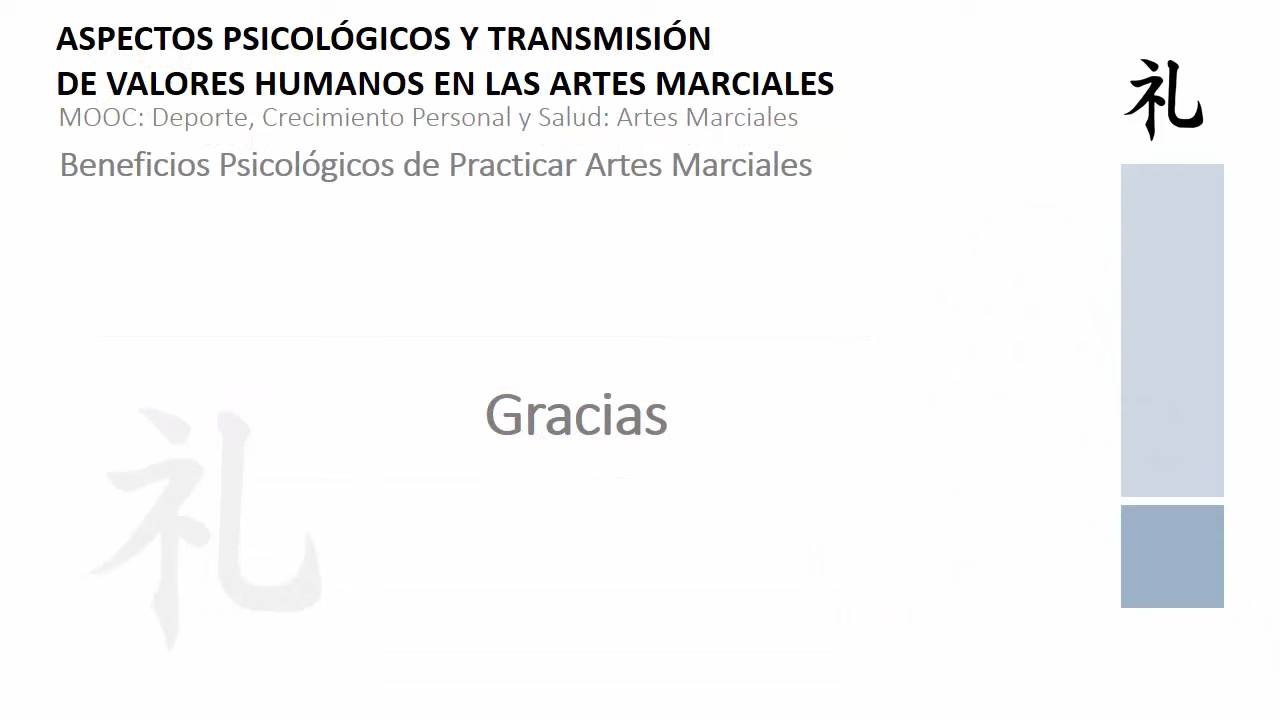 ASPECTOS PSICOLÓGICOS Y TRANSMISIÓN
DE VALORES HUMANOS EN LAS ARTES MARCIALES
礼
MOOC: Deporte, Crecimiento Personal y Salud: Artes Marciales
Beneficios Psicológicos de Practicar Artes Marciales
Gracias
礼